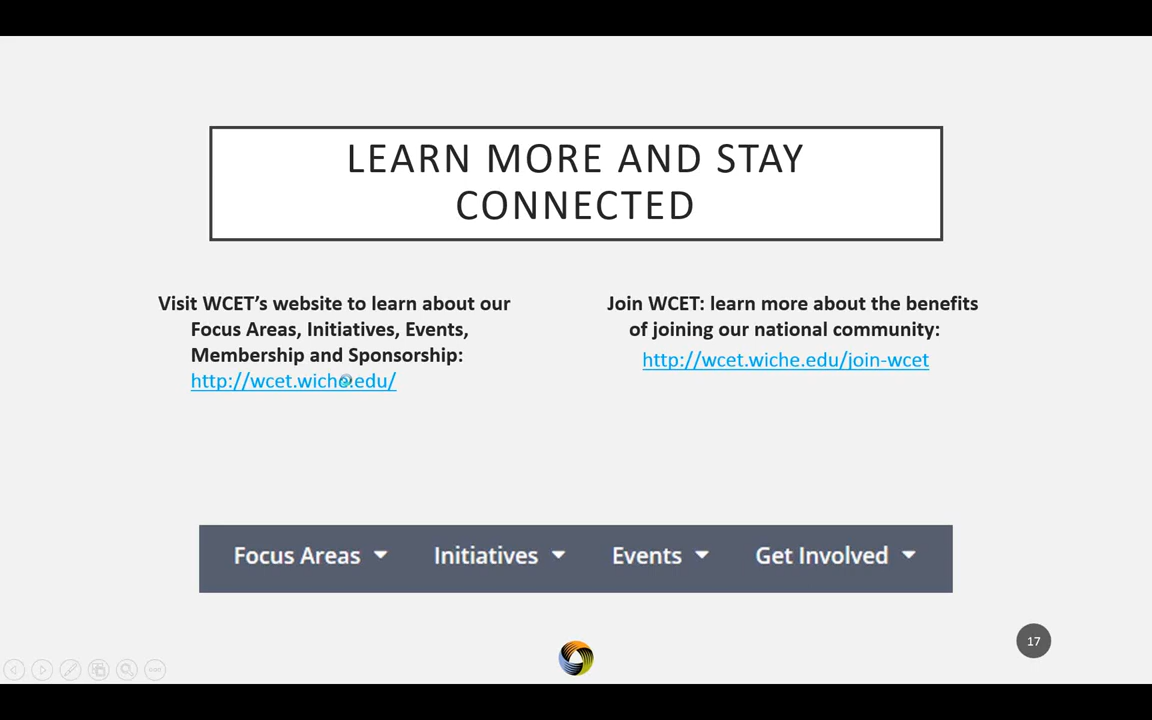 LEARN MORE AND STAY
CONNECTED
Visit WCET’s website to learn about our
Focus Areas, Initiatives, Events,
Membership and Sponsorship:
http://wcet.wiche.edu/
Join WCET: learn more about the benefits
of joining our national community:
http://wcet.wiche.edu/join-wcet
Focus Areas Initiatives Events Get Involved
17